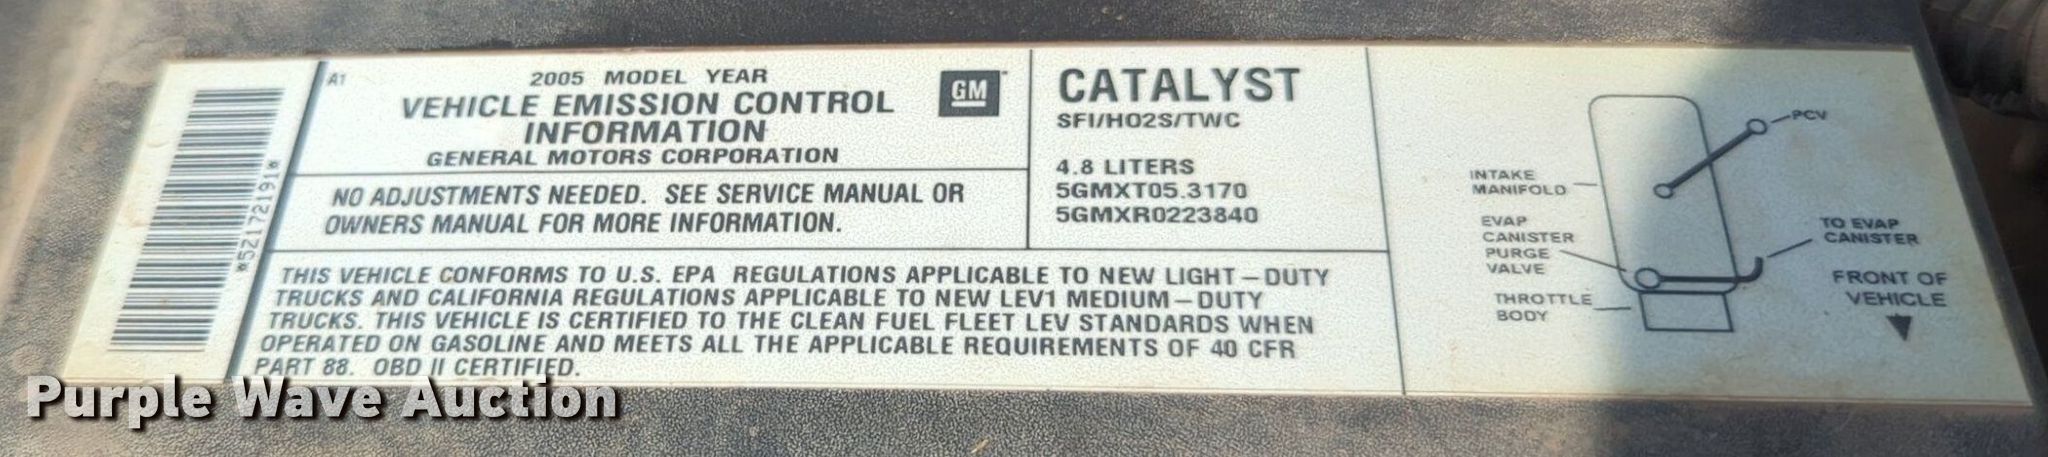 *52172191*
A1
2005 MODEL YEAR
VEHICLE EMISSION CONTROL
INFORMATION
GENERAL MOTORS CORPORATION
GM
NO ADJUSTMENTS NEEDED. SEE SERVICE MANUAL OR
OWNERS MANUAL FOR MORE INFORMATION.
CATALYST
SFI/HO2S/TWC
4.8 LITERS
5GMXT05.3170
5GMXR0223840
THIS VEHICLE CONFORMS TO U.S. EPA REGULATIONS APPLICABLE TO NEW LIGHT-DUTY
TRUCKS AND CALIFORNIA REGULATIONS APPLICABLE TO NEW LEV1 MEDIUM-DUTY
TRUCKS. THIS VEHICLE IS CERTIFIED TO THE CLEAN FUEL FLEET LEV STANDARDS WHEN
OPERATED ON GASOLINE AND MEETS ALL THE APPLICABLE REQUIREMENTS OF 40 CFR
PART 88. OBD II CERTIFIED.
PCV
INTAKE
MANIFOLD
EVAP
CANISTER
PURGE
VALVE
THROTTLE
BODY
TO EVAP
CANISTER
FRONT OF
VEHICLE
Purple Wave Auction